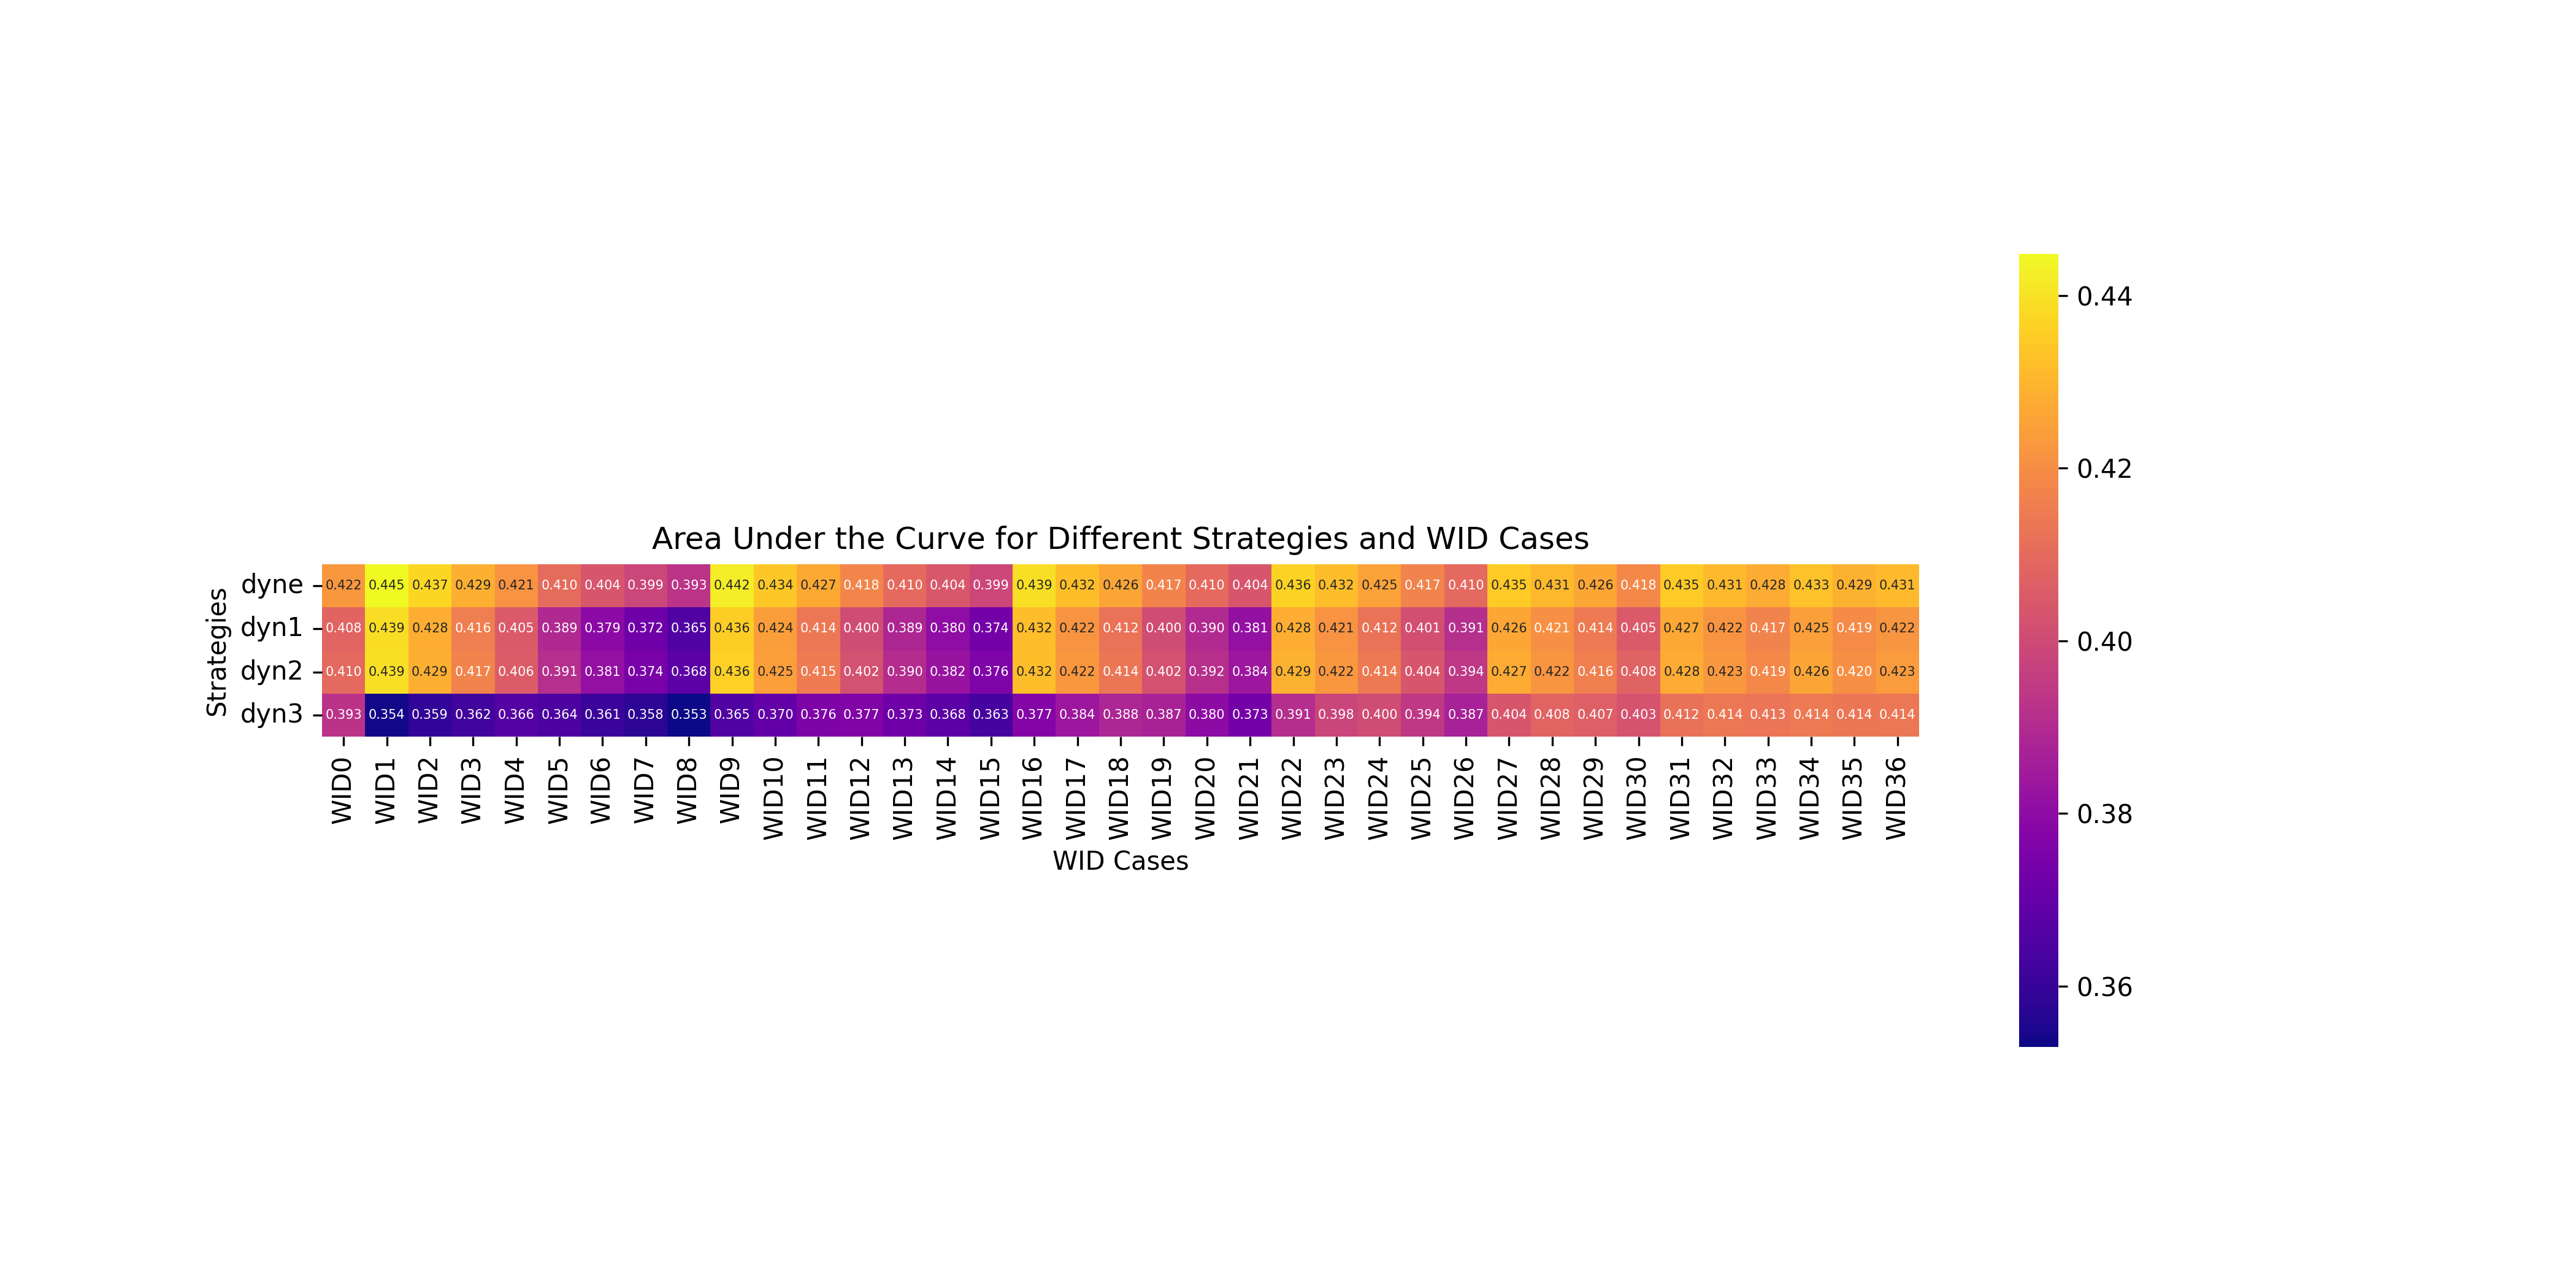 Area Under the Curve for Different Strategies and WID Cases
Strategies
dyne 0.422 0.445 0.437 0.429 0.421 0.410 0.404 0.399 0.393 0.442 0.434 0.427 0.418 0.410 0.404 0.399 0.439 0.432 0.426 0.417 0.410 0.404 0.436 0.432 0.425 0.417 0.410 0.435 0.431 0.426 0.418 0.435 0.431 0.428 0.433 0.429 0.431
dyn1 0.408 0.439 0.428 0.416 0.405 0.389 0.379 0.372 0.365 0.436 0.424 0.414 0.400 0.389 0.380 0.374 0.432 0.422 0.412 0.400 0.390 0.381 0.428 0.421 0.412 0.401 0.391 0.426 0.421 0.414 0.405 0.427 0.422 0.417 0.425 0.419 0.422
dyn2 0.410 0.439 0.429 0.417 0.406 0.391 0.381 0.374 0.368 0.436 0.425 0.415 0.402 0.390 0.382 0.376 0.432 0.422 0.414 0.402 0.392 0.384 0.429 0.422 0.414 0.404 0.394 0.427 0.422 0.416 0.408 0.428 0.423 0.419 0.426 0.420 0.423
dyn3 0.393 0.354 0.359 0.362 0.366 0.364 0.361 0.358 0.353 0.365 0.370 0.376 0.377 0.373 0.368 0.363 0.377 0.384 0.388 0.387 0.380 0.373 0.391 0.398 0.400 0.394 0.387 0.404 0.408 0.407 0.403 0.412 0.414 0.413 0.414 0.414 0.414
WID0 WID1 WID2 WID3 WID4 WID5 WID6 WID7 WID8 WID9 WID10 WID11 WID12 WID13 WID14 WID15 WID16 WID17 WID18 WID19 WID20 WID21 WID22 WID23 WID24 WID25 WID26 WID27 WID28 WID29 WID30 WID31 WID32 WID33 WID34 WID35 WID36
WID Cases
0.44
0.42
0.40
0.38
0.36